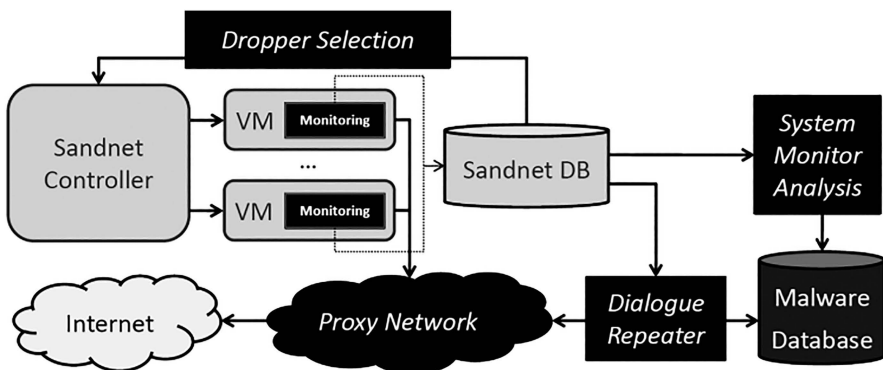 Dropper Selection
Sandnet
Controller
VM
Monitoring
...
VM
Monitoring
Sandnet DB
System
Monitor
Analysis
Internet
Proxy Network
Dialogue
Repeater
Malware
Database